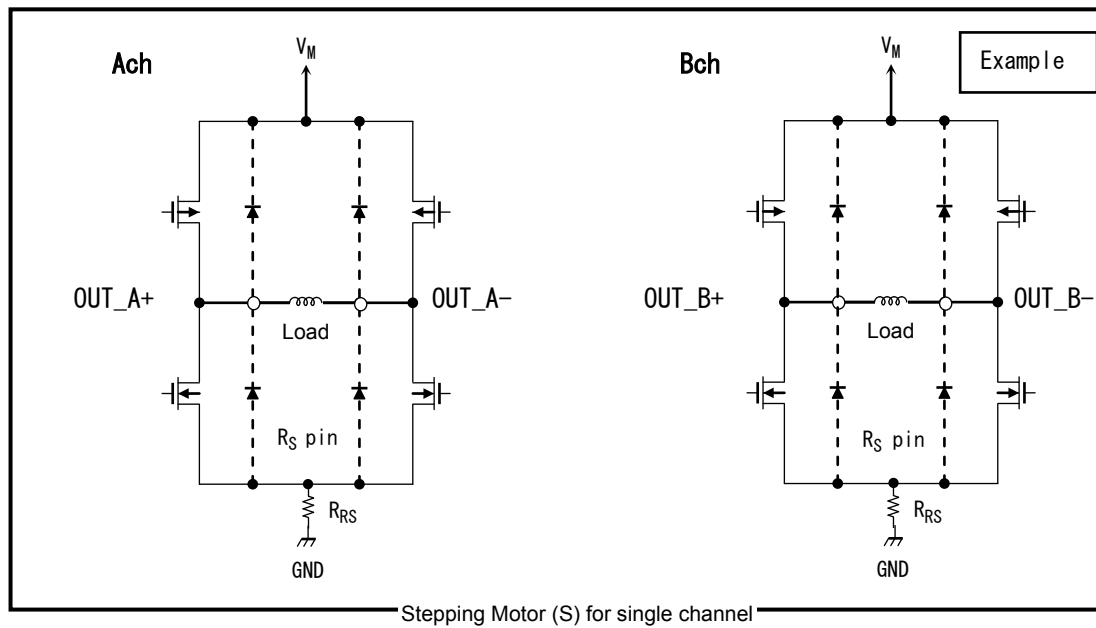 Ach
V_M
Bch
V_M
Example
OUT_A+
OUT_A-
Load
OUT_B+
OUT_B-
Load
R_S pin
R_RS
GND
R_S pin
R_RS
GND
Stepping Motor (S) for single channel